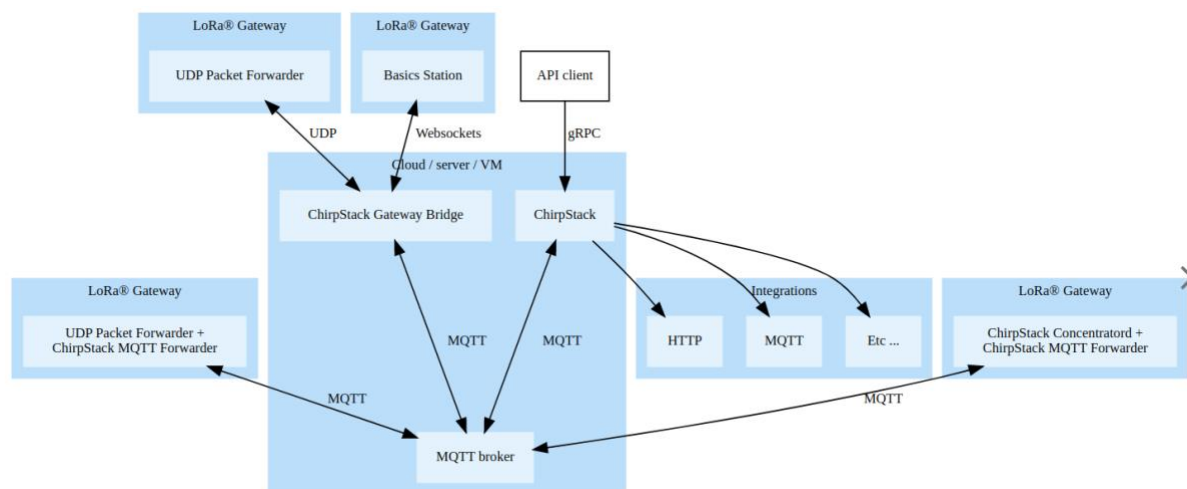 LoRa® Gateway
UDP Packet Forwarder
LoRa® Gateway
Basics Station
API client
UDP
Websockets
gRPC
Cloud / server / VM
ChirpStack Gateway Bridge
ChirpStack
LoRa® Gateway
UDP Packet Forwarder +
ChirpStack MQTT Forwarder
MQTT
MQTT
Integrations
HTTP
MQTT
Etc ...
LoRa® Gateway
ChirpStack Concentratord +
ChirpStack MQTT Forwarder
MQTT
MQTT
MQTT broker